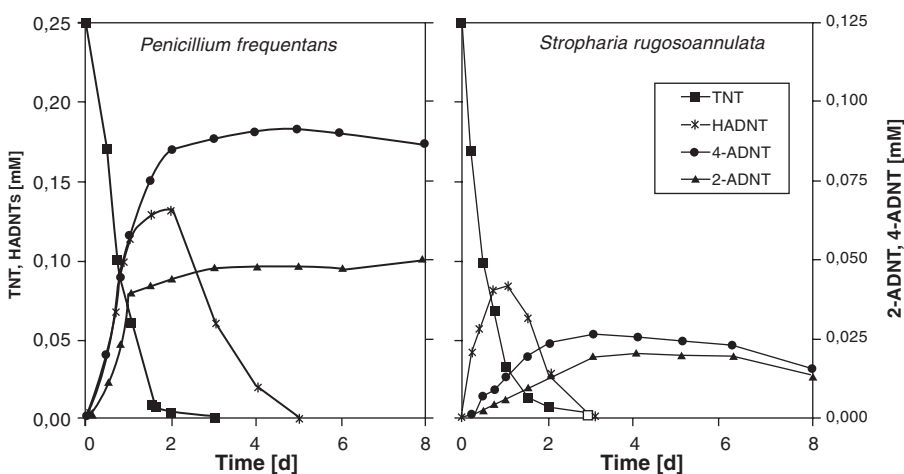 Penicillium frequentans
Stropharia rugosoannulata
TNT
HADNT
4-ADNT
2-ADNT
TNT, HADNTs [mM]
0,25
0,20
0,15
0,10
0,05
0,00
0 2 4 6 8
Time [d]
0 2 4 6 8
Time [d]
0,125
0,100
0,075
0,050
0,025
0,000
2-ADNT, 4-ADNT [mM]